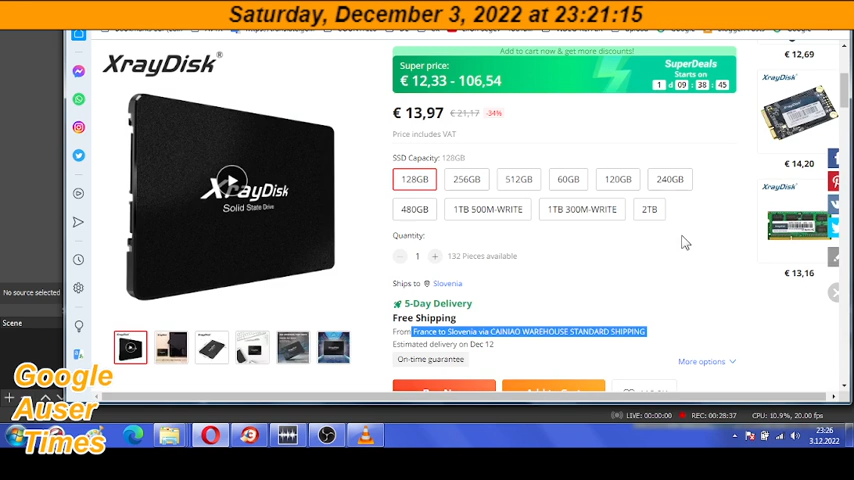 Saturday, December 3, 2022 at 23:21:15
XrayDisk®
Add to cart now & get more discounts!
Super price:
€ 12,33 - 106,54
SuperDeals
Starts on
1 d 09 : 38 : 45
€ 13,97 € 21,17 -34%
Price includes VAT
SSD Capacity: 128GB
128GB 256GB 512GB 60GB 120GB 240GB
480GB 1TB 500M-WRITE 1TB 300M-WRITE 2TB
Quantity:
1 132 Pieces available
Ships to Slovenia
5-Day Delivery
Free Shipping
From France to Slovenia via CAINIAO WAREHOUSE STANDARD SHIPPING
Estimated delivery on Dec 12
On-time guarantee
More options
XrayDisk
Solid State Drive
€ 12,69
XrayDisk
€ 14,20
XrayDisk
€ 13,16
No source selected
Scene
Google
Auser
Times
LIVE: 00:00:00 REC: 00:28:37 CPU: 10.9%, 20.00 fps
23:26
3.12.2022